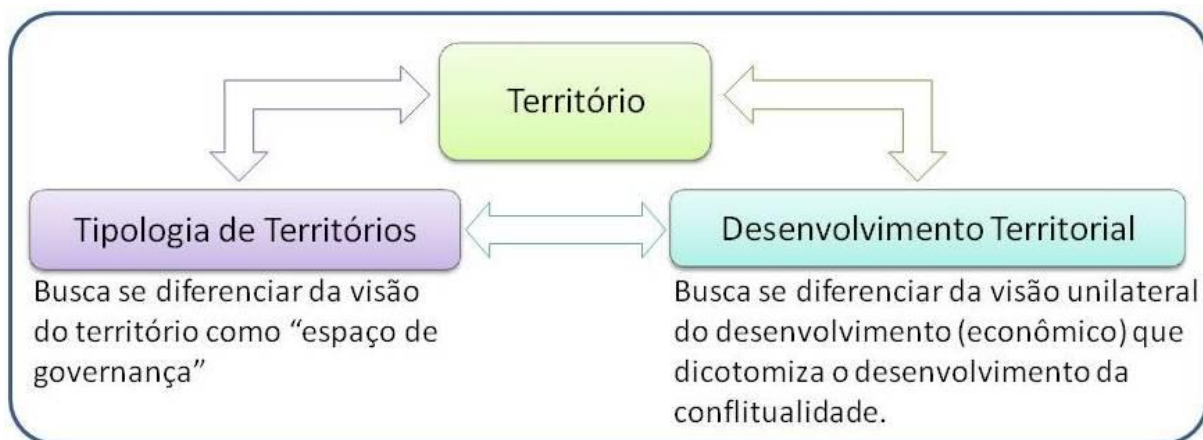 Território
Tipologia de Territórios
Busca se diferenciar da visão
do território como “espaço de
governança”
Desenvolvimento Territorial
Busca se diferenciar da visão unilateral
do desenvolvimento (econômico) que
dicotomiza o desenvolvimento da
conflitualidade.